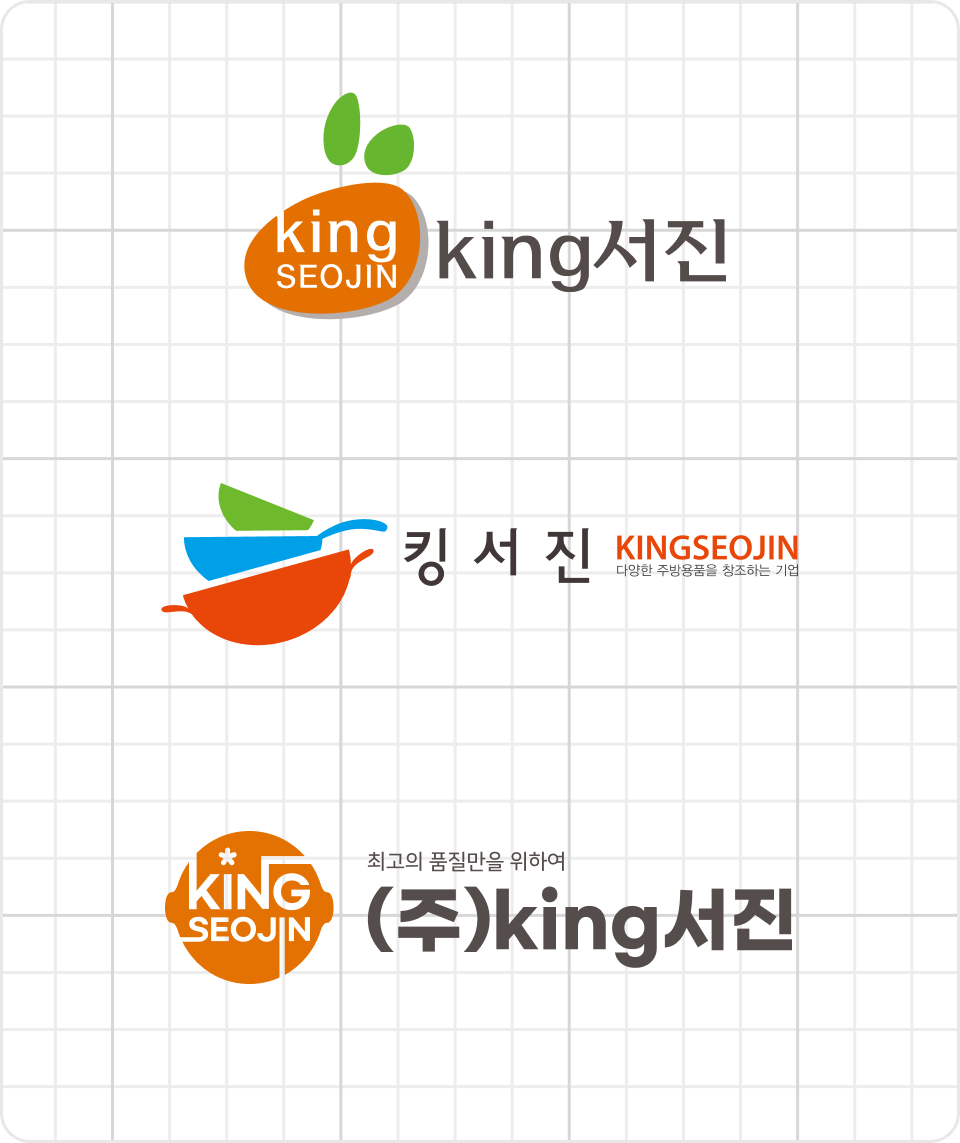 king
SEOJIN
king서진
킹 서 진
KINGSEOJIN
다양한 주방용품을 창조하는 기업
KiNG
SEOJIN
최고의 품질만을 위하여
(주)king서진